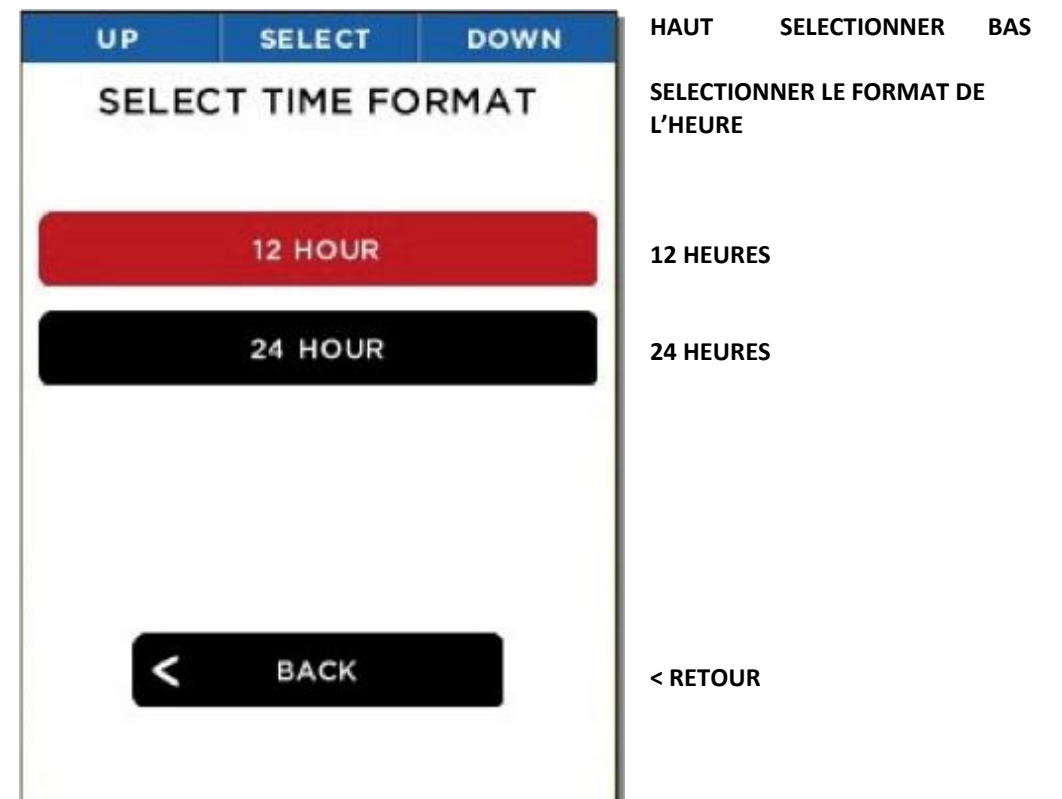 UP SELECT DOWN
SELECT TIME FORMAT
12 HOUR
24 HOUR
< BACK
HAUT SELECTIONNER BAS
SELECTIONNER LE FORMAT DE
L’HEURE
12 HEURES
24 HEURES
< RETOUR